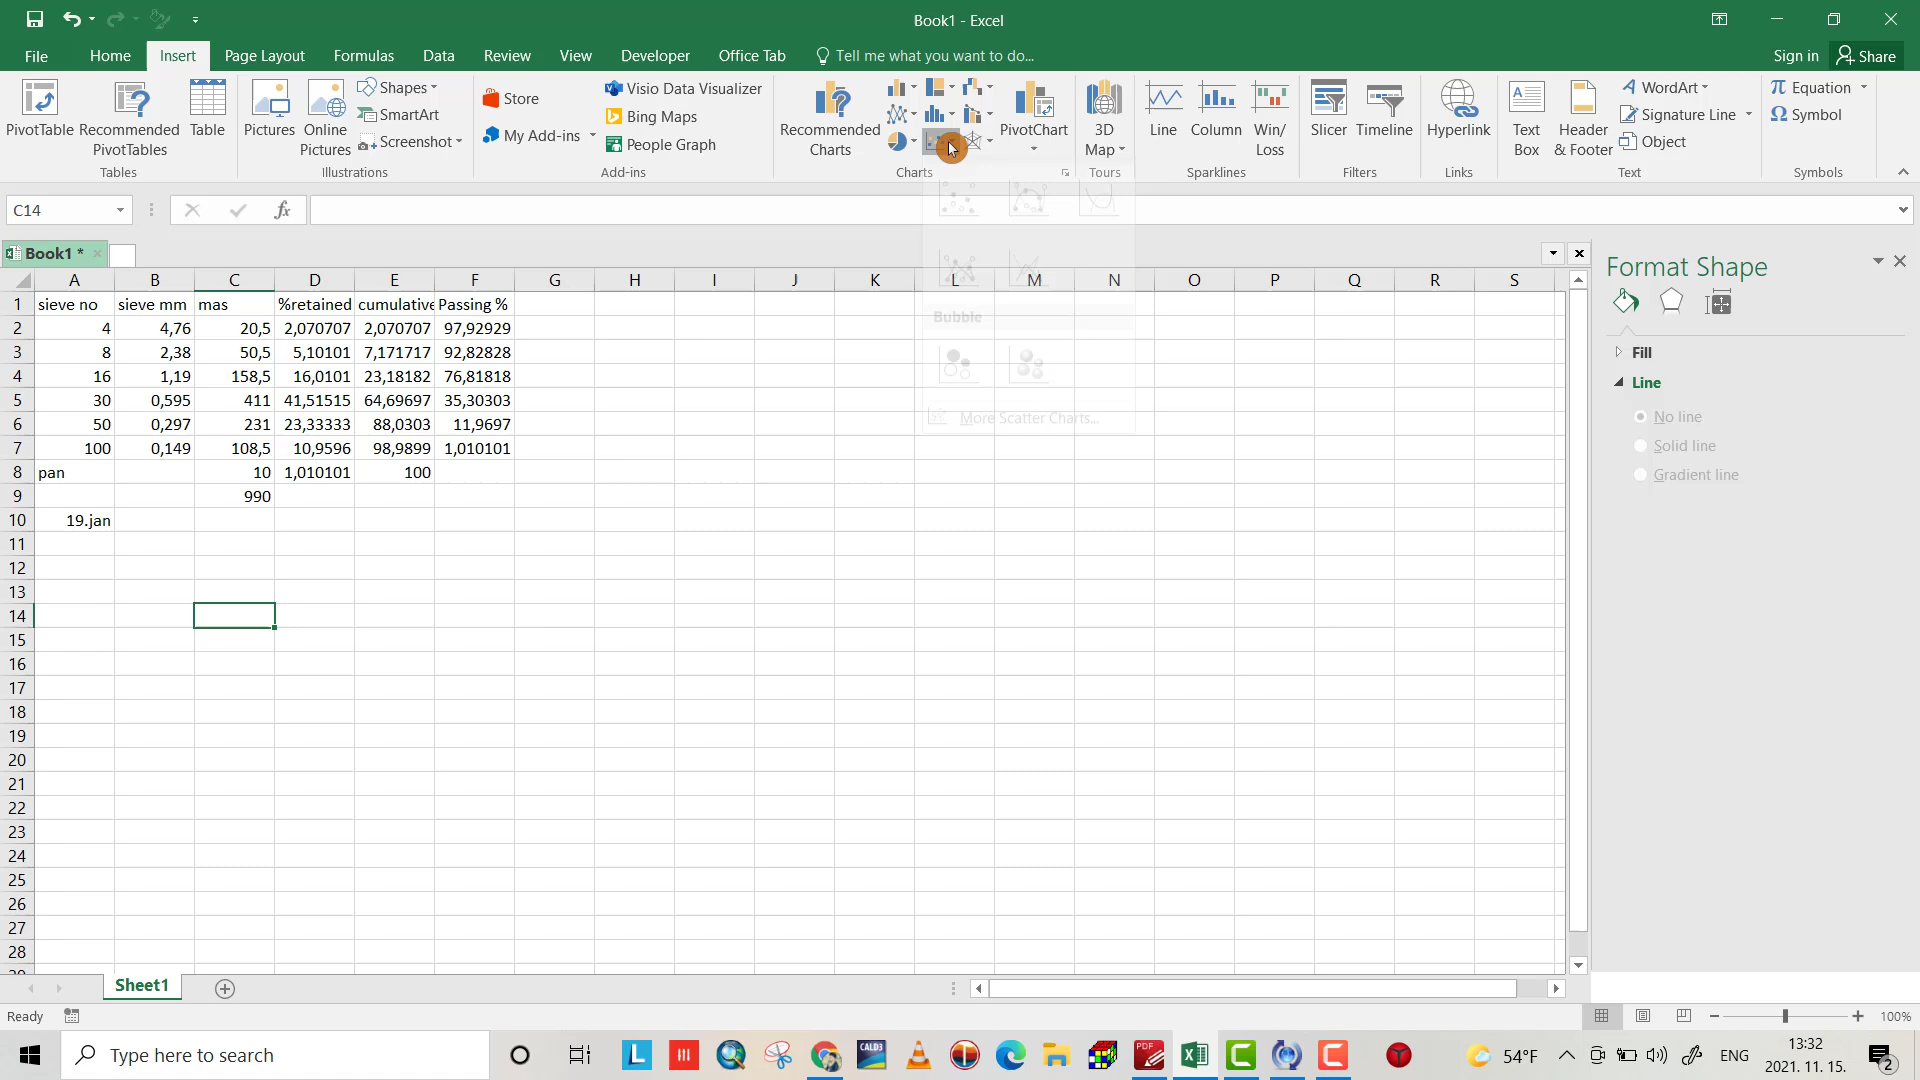 Book1 - Excel
File Home Insert Page Layout Formulas Data Review View Developer Office Tab Tell me what you want to do... Sign in Share
PivotTable Recommended PivotTables Table
Tables
Pictures Online Pictures Shapes SmartArt Screenshot
Illustrations
Store My Add-ins Visio Data Visualizer Bing Maps People Graph
Add-ins
Recommended Charts PivotChart
Charts
3D Map
Tours
Line Column Win/ Loss
Sparklines
Slicer Timeline
Filters
Hyperlink
Links
Text Box Header & Footer WordArt Signature Line Object
Text
Equation Symbol
Symbols
C14 fx
Book1 *
Bubble
More Scatter Charts...
A B C D E F G H I J K L M N O P Q R S
1 sieve no sieve mm mas %retained cumulative Passing %
2 4 4,76 20,5 2,070707 2,070707 97,92929
3 8 2,38 50,5 5,10101 7,171717 92,82828
4 16 1,19 158,5 16,0101 23,18182 76,81818
5 30 0,595 411 41,51515 64,69697 35,30303
6 50 0,297 231 23,33333 88,0303 11,9697
7 100 0,149 108,5 10,9596 98,9899 1,010101
8 pan 10 1,010101 100
9 990
10 19.jan
11
12
13
14
15
16
17
18
19
20
21
22
23
24
25
26
27
28
Format Shape
Fill
Line
No line
Solid line
Gradient line
Sheet1
Ready 100%
Type here to search
L CALD3 PDF
54°F ENG
13:32
2021. 11. 15.
2